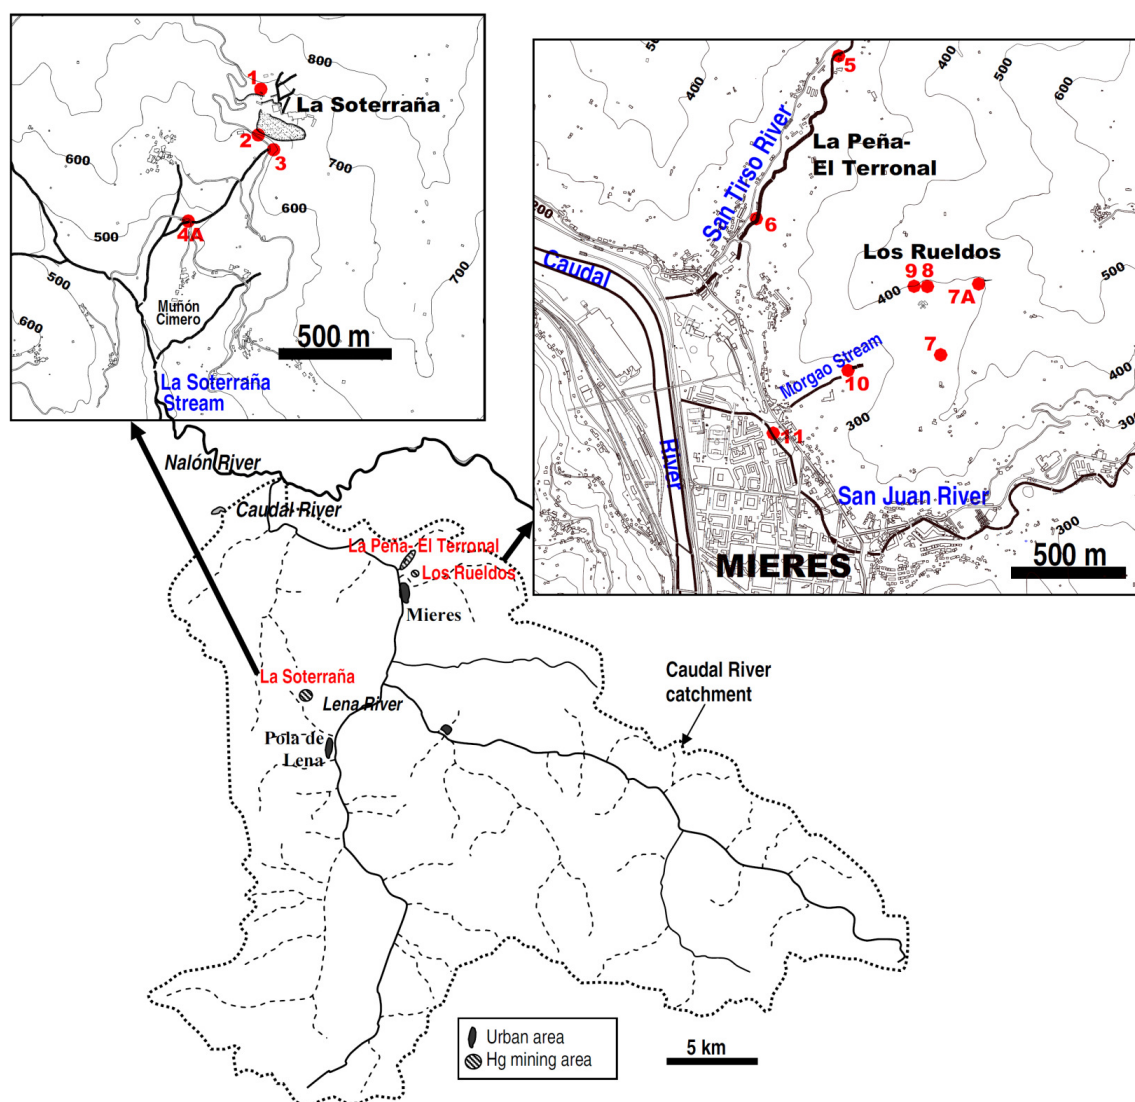 800
1
La Soterraña
2
3
600
700
600
4A
500
500
700
Muñón
Cimero
600
500 m
La Soterraña
Stream
5
400
400
500
600
San Tirso River
La Peña-
El Terronal
6
200
Los Rueldos
Caudal
9 8
7A
400
500
7
Morgao Stream
10
400
300
300
11
River
San Juan River
300
MIERES
500 m
Nalón River
Caudal River
La Peña- El Terronal
Los Rueldos
Mieres
La Soterraña
Lena River
Caudal River
catchment
Pola de
Lena
Urban area
Hg mining area
5 km